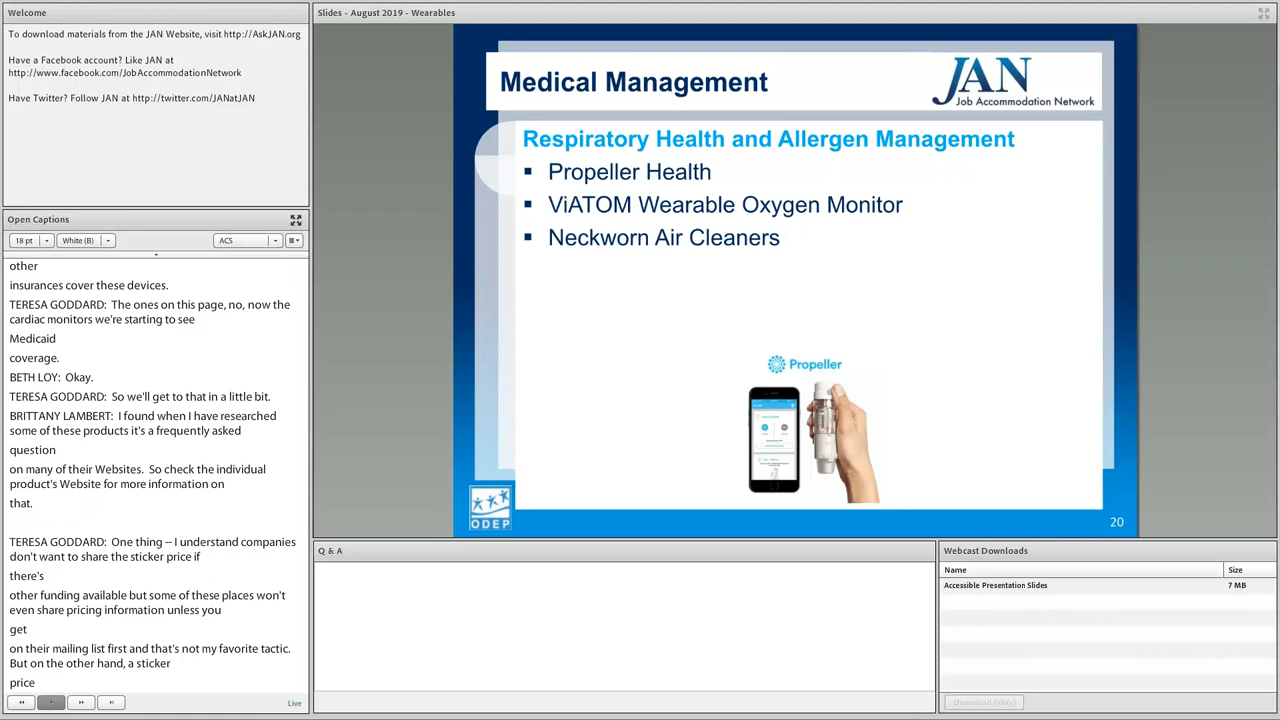 Welcome
To download materials from the JAN Website, visit http://AskJAN.org
Have a Facebook account? Like JAN at
http://www.facebook.com/JobAccommodationNetwork
Have Twitter? Follow JAN at http://twitter.com/JANatJAN
Open Captions
18 pt
White (B)
ACS
other
insurances cover these devices.
TERESA GODDARD:  The ones on this page, no, now the
cardiac monitors we're starting to see
Medicaid
coverage.
BETH LOY:  Okay.
TERESA GODDARD:  So we'll get to that in a little bit.
BRITTANY LAMBERT:  I found when I have researched
some of these products it's a frequently asked
question
on many of their Websites.  So check the individual
product's Website for more information on
that.
TERESA GODDARD:  One thing -- I understand companies
don't want to share the sticker price if
there's
other funding available but some of these places won't
even share pricing information unless you
get
on their mailing list first and that's not my favorite tactic.
But on the other hand, a sticker
price
Live
Slides - August 2019 - Wearables
Medical Management
JAN
Job Accommodation Network
Respiratory Health and Allergen Management
▪ Propeller Health
▪ ViATOM Wearable Oxygen Monitor
▪ Neckworn Air Cleaners
Propeller
ODEP
20
Q & A
Webcast Downloads
Name Size
Accessible Presentation Slides 7 MB
Download File(s)